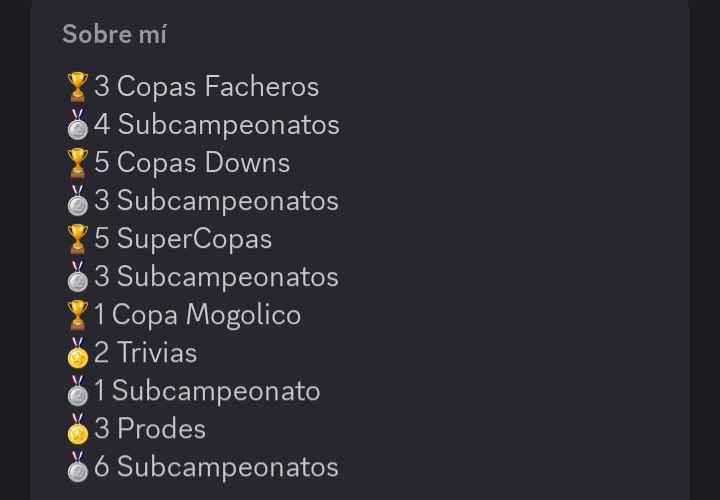 Sobre mí
🏆3 Copas Facheros
🥈4 Subcampeonatos
🏆5 Copas Downs
🥈3 Subcampeonatos
🏆5 SuperCopas
🥈3 Subcampeonatos
🏆1 Copa Mogolico
🏅2 Trivias
🥈1 Subcampeonato
🏅3 Prodes
🥈6 Subcampeonatos